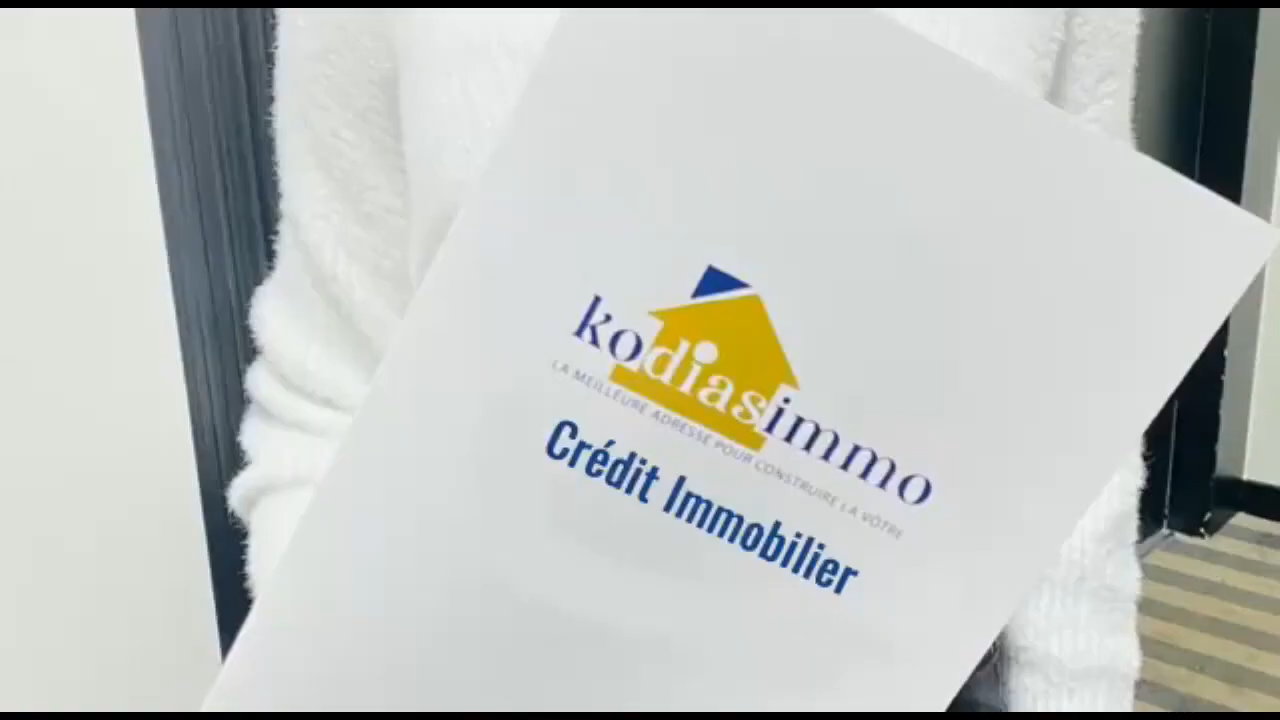 kodiasimmo
LA MEILLEURE ADRESSE POUR CONSTRUIRE LA VÔTRE
Crédit Immobilier